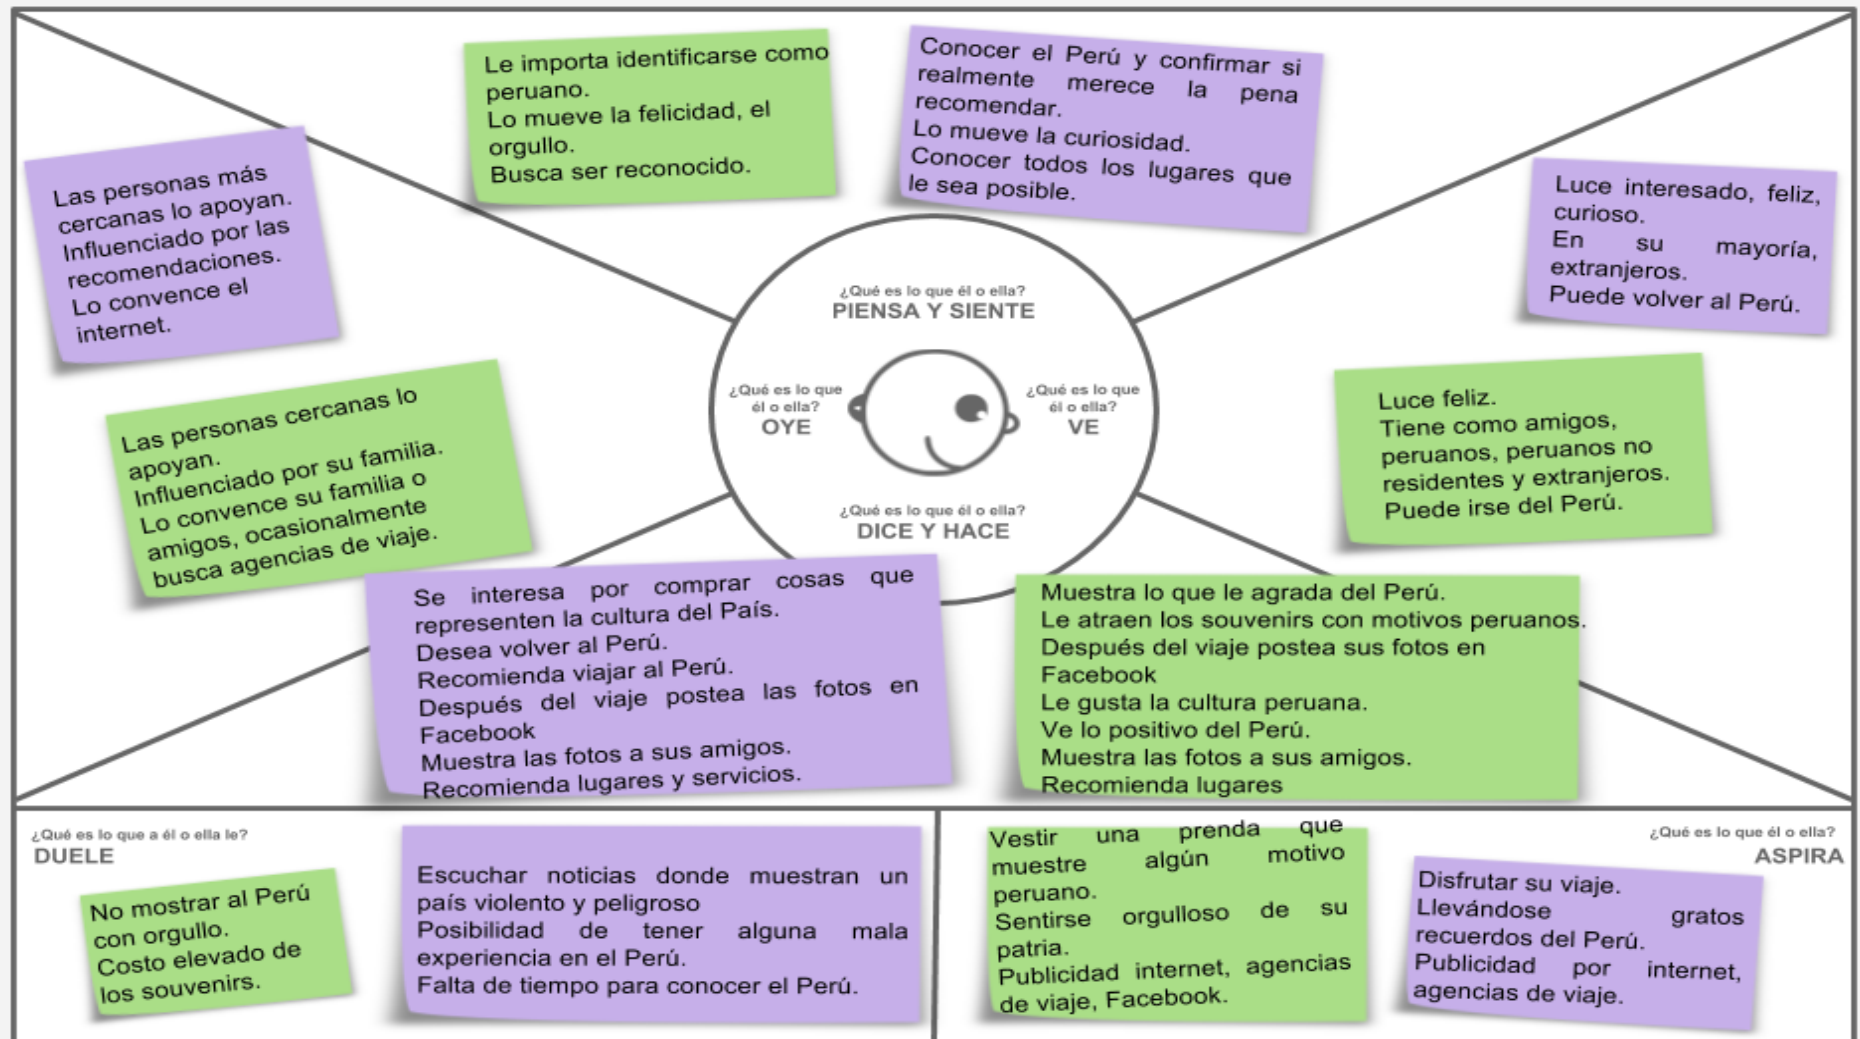 Le importa identificarse como
peruano.
Lo mueve la felicidad, el
orgullo.
Busca ser reconocido.
Conocer el Perú y confirmar si
realmente merece la pena
recomendar.
Lo mueve la curiosidad.
Conocer todos los lugares que
le sea posible.
Las personas más
cercanas lo apoyan.
Influenciado por las
recomendaciones.
Lo convence el
internet.
Luce interesado, feliz,
curioso.
En su mayoría,
extranjeros.
Puede volver al Perú.
¿Qué es lo que él o ella?
PIENSA Y SIENTE
¿Qué es lo que
él o ella?
OYE
¿Qué es lo que
él o ella?
VE
¿Qué es lo que él o ella?
DICE Y HACE
Las personas cercanas lo
apoyan.
Influenciado por su familia.
Lo convence su familia o
amigos, ocasionalmente
busca agencias de viaje.
Luce feliz.
Tiene como amigos,
peruanos, peruanos no
residentes y extranjeros.
Puede irse del Perú.
Se interesa por comprar cosas que
representen la cultura del País.
Desea volver al Perú.
Recomienda viajar al Perú.
Después del viaje postea las fotos en
Facebook
Muestra las fotos a sus amigos.
Recomienda lugares y servicios.
Muestra lo que le agrada del Perú.
Le atraen los souvenirs con motivos peruanos.
Después del viaje postea sus fotos en
Facebook
Le gusta la cultura peruana.
Ve lo positivo del Perú.
Muestra las fotos a sus amigos.
Recomienda lugares
¿Qué es lo que a él o ella le?
DUELE
No mostrar al Perú
con orgullo.
Costo elevado de
los souvenirs.
Escuchar noticias donde muestran un
país violento y peligroso
Posibilidad de tener alguna mala
experiencia en el Perú.
Falta de tiempo para conocer el Perú.
Vestir una prenda que
muestre algún motivo
peruano.
Sentirse orgulloso de su
patria.
Publicidad internet, agencias
de viaje, Facebook.
¿Qué es lo que él o ella?
ASPIRA
Disfrutar su viaje.
Llevándose gratos
recuerdos del Perú.
Publicidad por internet,
agencias de viaje.